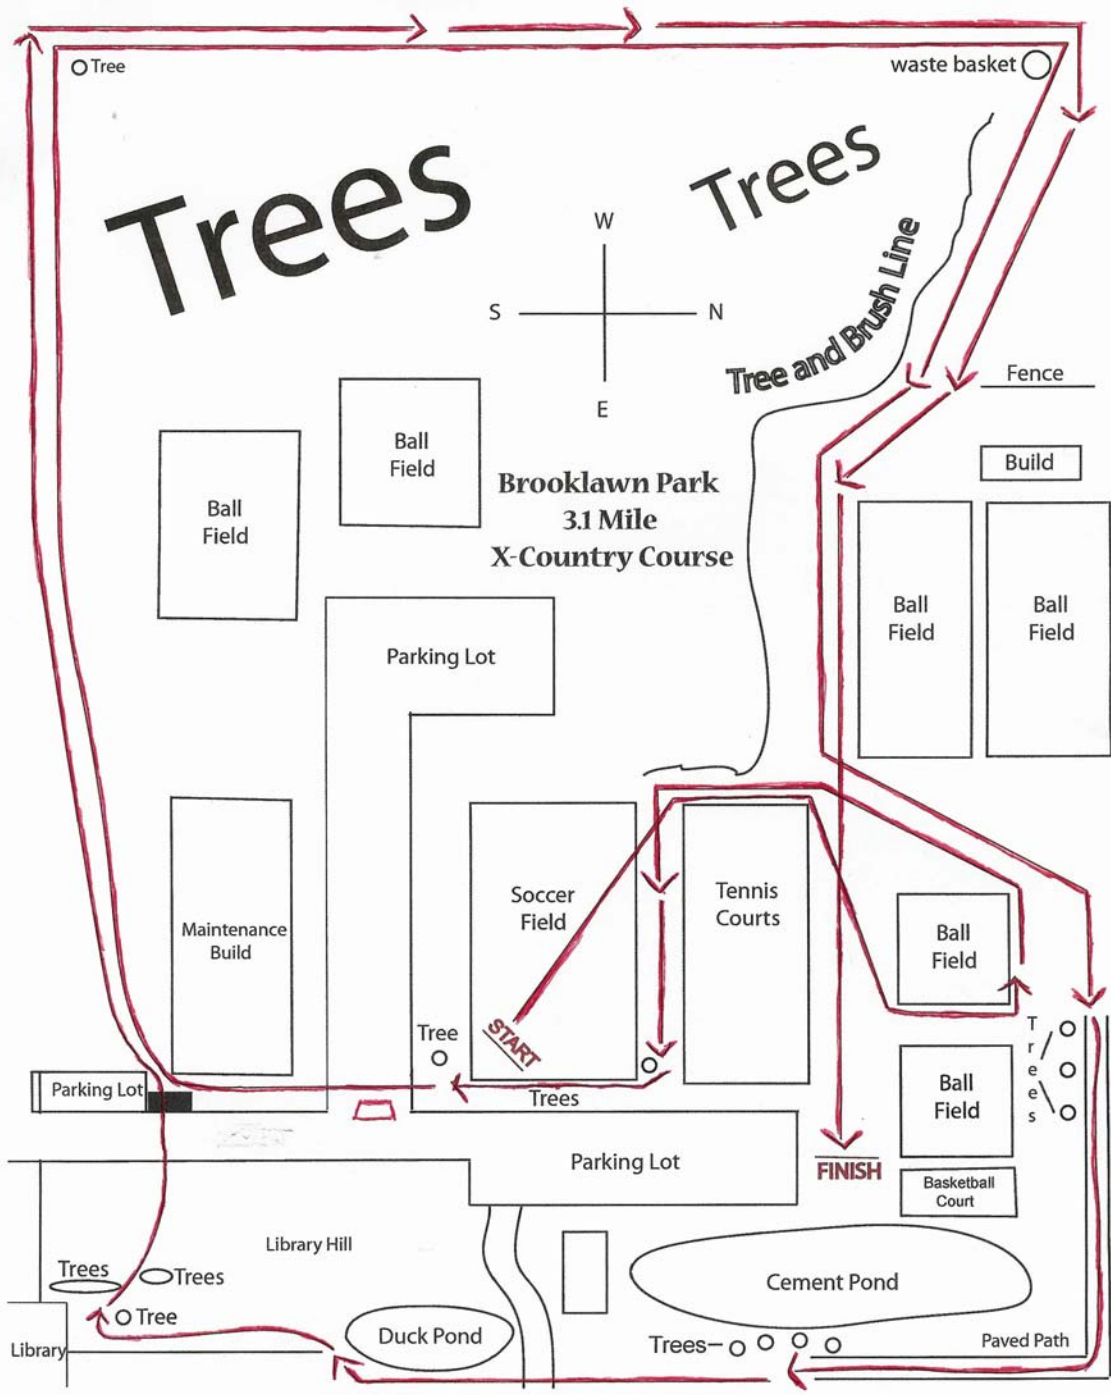 Tree
waste basket
Trees
Trees
W
S
N
E
Tree and Brush Line
Fence
Ball
Field
Build
Ball
Field
Brooklawn Park
3.1 Mile
X-Country Course
Ball
Field
Ball
Field
Parking Lot
Soccer
Field
Tennis
Courts
Maintenance
Build
Ball
Field
START
Tree
Trees
Parking Lot
Trees
Ball
Field
Parking Lot
FINISH
Basketball
Court
Library Hill
Trees
Trees
Cement Pond
Tree
Duck Pond
Library
Trees
Paved Path